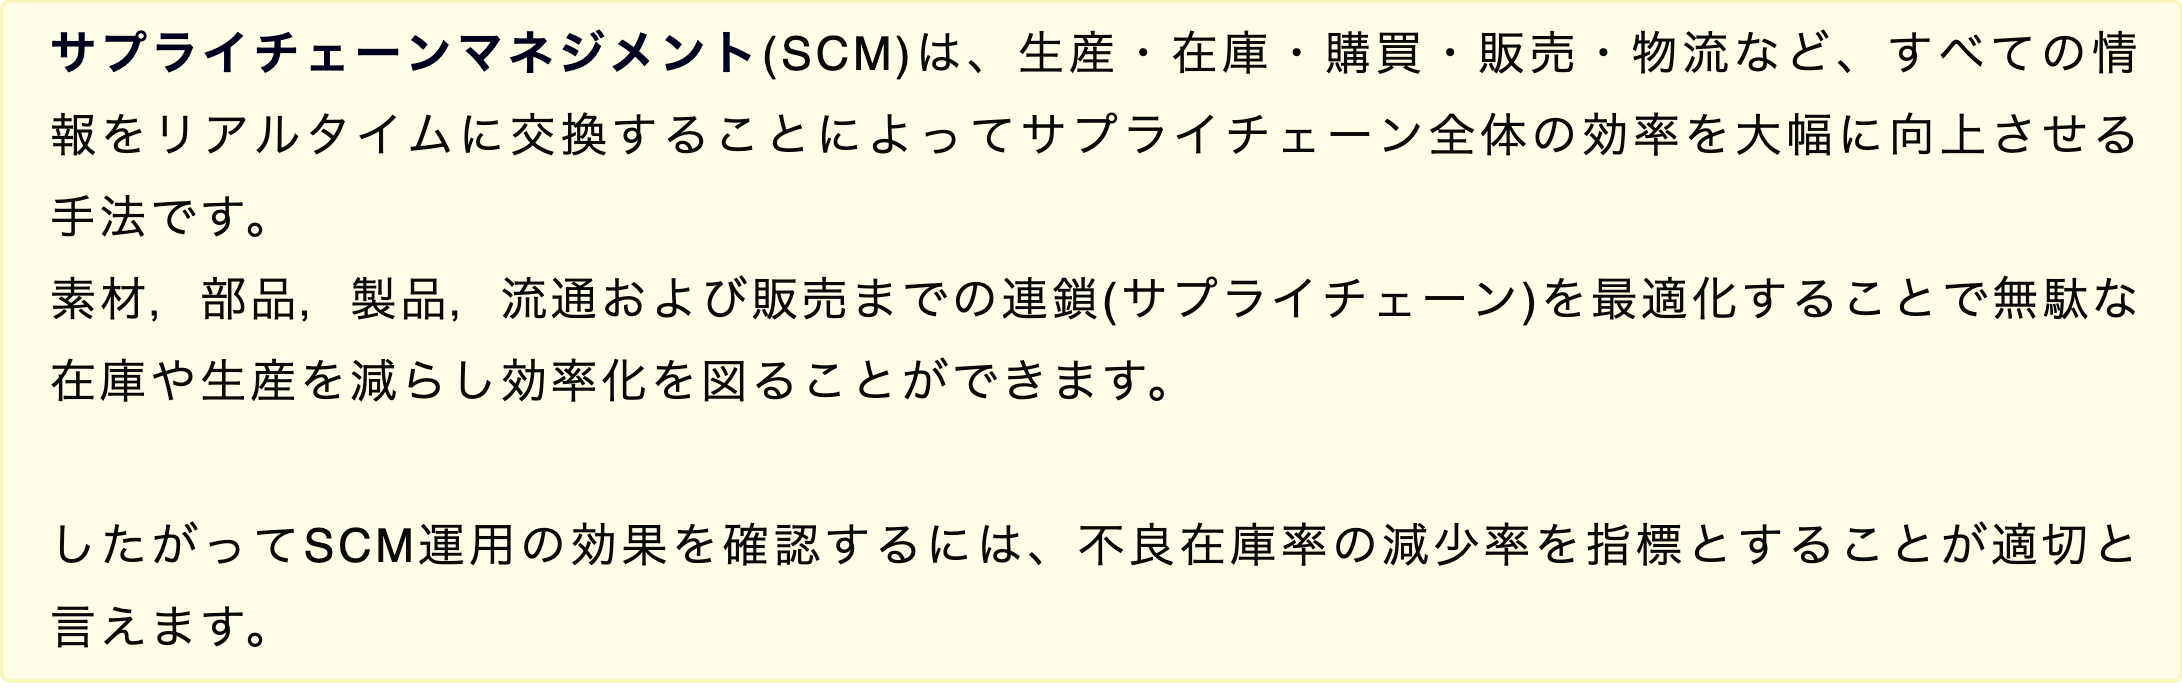 サプライチェーンマネジメント(SCM)は、生産・在庫・購買・販売・物流など、すべての情
報をリアルタイムに交換することによってサプライチェーン全体の効率を大幅に向上させる
手法です。
素材，部品，製品，流通および販売までの連鎖(サプライチェーン)を最適化することで無駄な
在庫や生産を減らし効率化を図ることができます。
したがってSCM運用の効果を確認するには、不良在庫率の減少率を指標とすることが適切と
言えます。